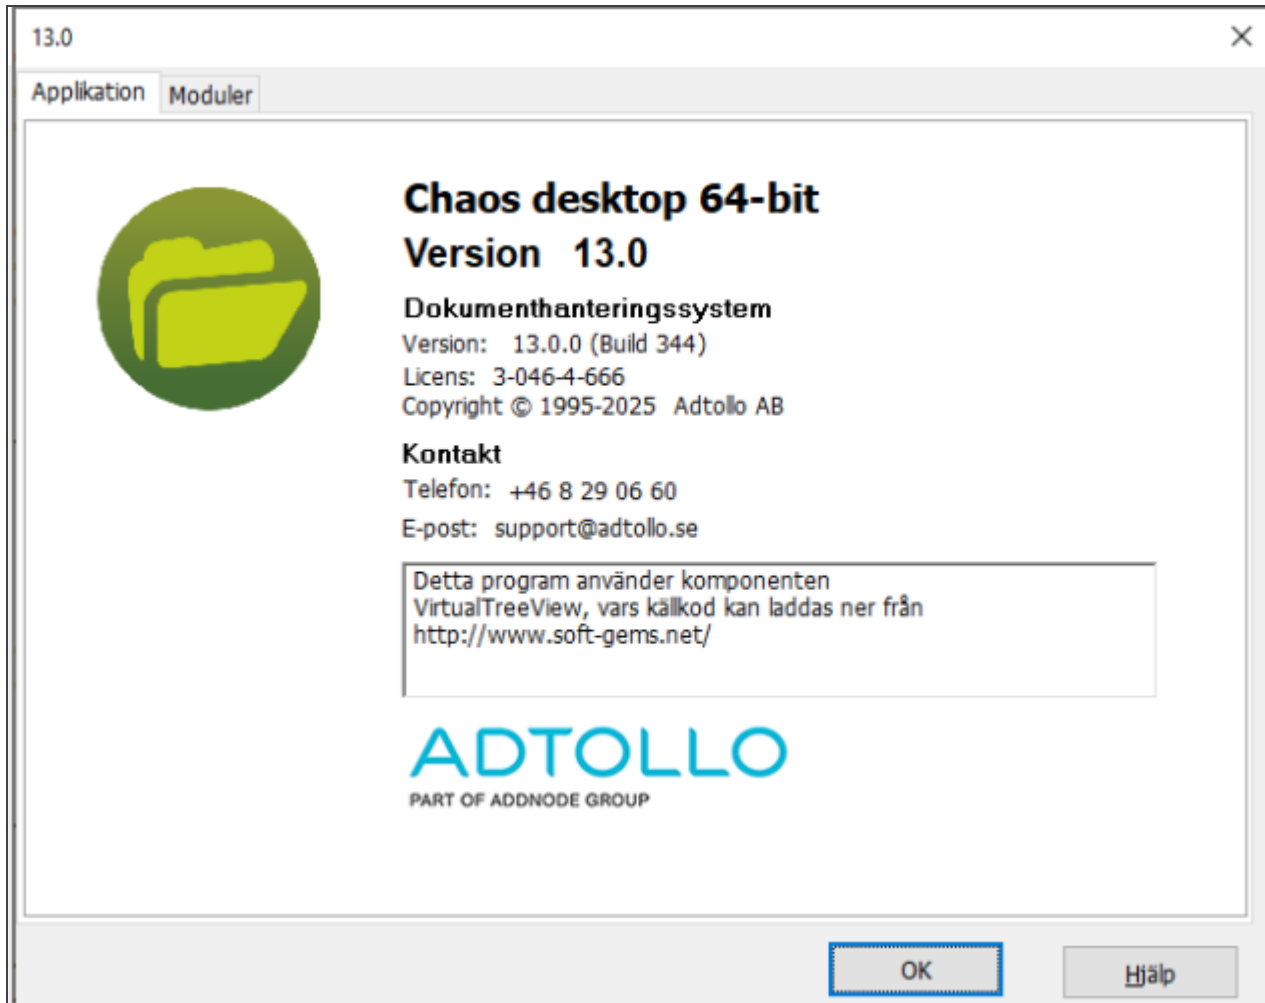 13.0
Applikation Moduler
Chaos desktop 64-bit
Version 13.0
Dokumenthanteringssystem
Version: 13.0.0 (Build 344)
Licens: 3-046-4-666
Copyright © 1995-2025 Adtollo AB
Kontakt
Telefon: +46 8 29 06 60
E-post: support@adtollo.se
Detta program använder komponenten
VirtualTreeView, vars källkod kan laddas ner från
http://www.soft-gems.net/
ADTOLLO
PART OF ADDNODE GROUP
OK Hjälp